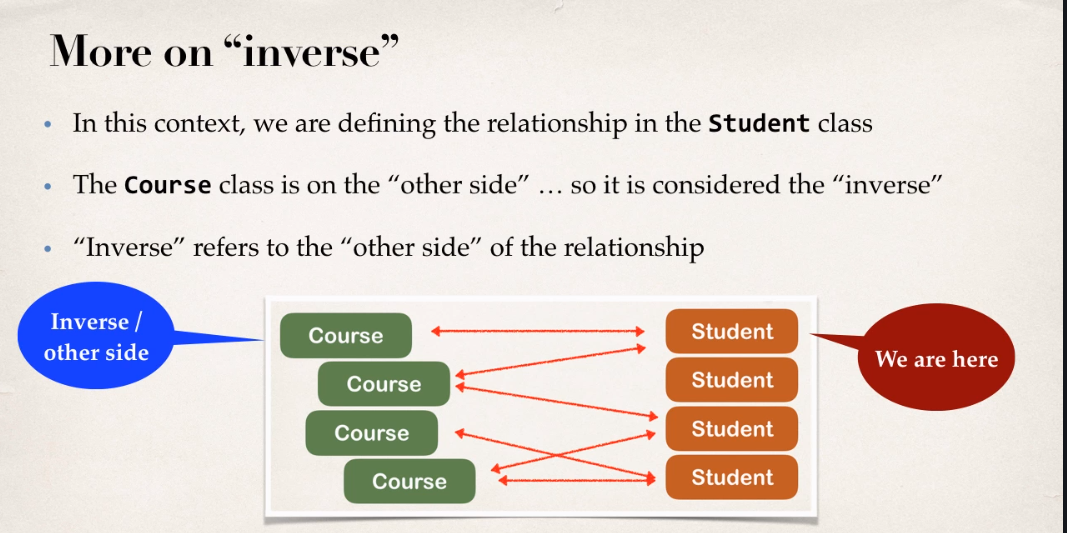 More on “inverse”
• In this context, we are defining the relationship in the Student class
• The Course class is on the “other side” … so it is considered the “inverse”
• “Inverse” refers to the “other side” of the relationship
Inverse /
other side
Course
Course
Course
Course
Student
Student
Student
Student
We are here